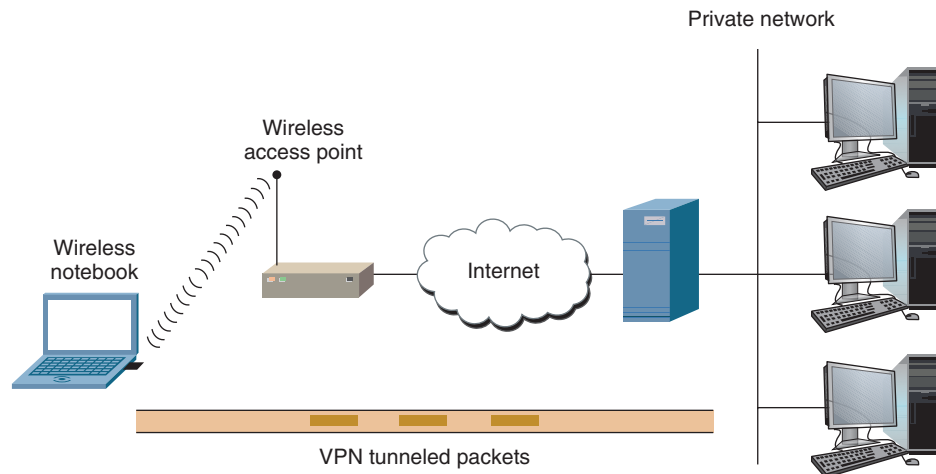 Private network
Wireless
access point
Wireless
notebook
Internet
VPN tunneled packets